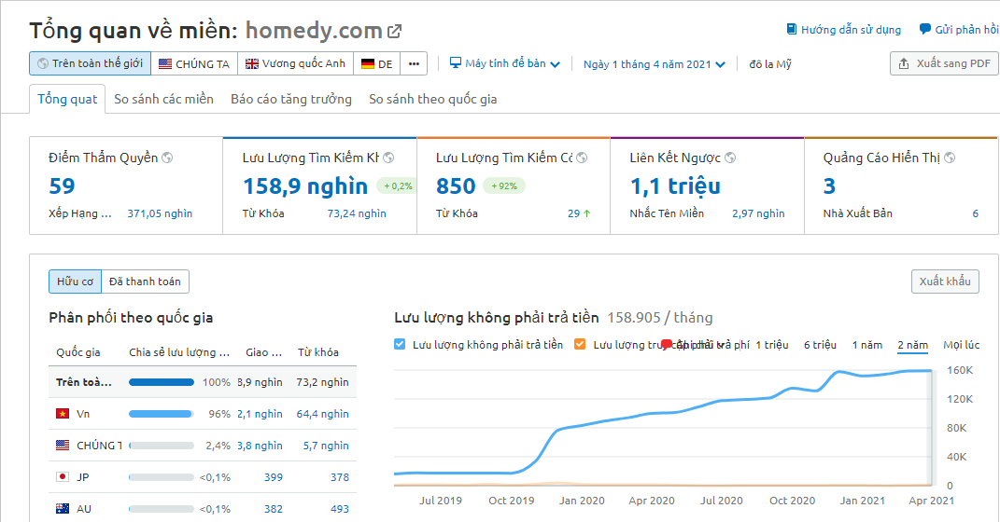 Tổng quan về miền: homedy.com
Hướng dẫn sử dụng Gửi phản hồi
Trên toàn thế giới CHÚNG TA Vương quốc Anh DE ••• Máy tính để bàn Ngày 1 tháng 4 năm 2021 đô la Mỹ Xuất sang PDF
Tổng quat So sánh các miền Báo cáo tăng trưởng So sánh theo quốc gia
Điểm Thẩm Quyền Lưu Lượng Tìm Kiếm Kh Lưu Lượng Tìm Kiếm Có Liên Kết Ngược Quảng Cáo Hiển Thị
59 158,9 nghìn + 0,2% 850 + 92% 1,1 triệu 3
Xếp Hạng ... 371,05 nghìn Từ Khóa 73,24 nghìn Từ Khóa 29 ↑ Nhắc Tên Miền 2,97 nghìn Nhà Xuất Bản 6
Hữu cơ Đã thanh toán Xuất khẩu
Phân phối theo quốc gia Lưu lượng không phải trả tiền 158.905 / tháng
Lưu lượng không phải trả tiền Lưu lượng truy phải trả phí 1 triệu 6 triệu 1 năm 2 năm Mọi lúc
Quốc gia Chia sẻ lưu lượng ... Giao ... Từ khóa
Trên toà... 100% 8,9 nghìn 73,2 nghìn
Vn 96% 2,1 nghìn 64,4 nghìn
CHÚNG T 2,4% 3,8 nghìn 5,7 nghìn
JP <0,1% 399 378
AU <0,1% 382 493
160K
120K
80K
40K
0
Jul 2019 Oct 2019 Jan 2020 Apr 2020 Jul 2020 Oct 2020 Jan 2021 Apr 2021